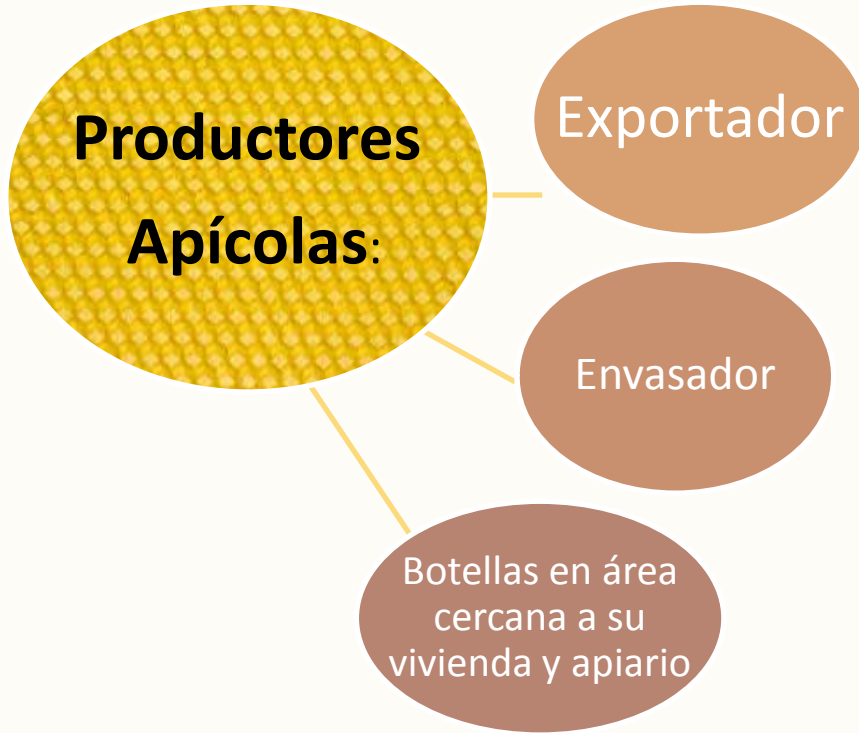 Productores
Apícolas:
Exportador
Envasador
Botellas en área
cercana a su
vivienda y apiario